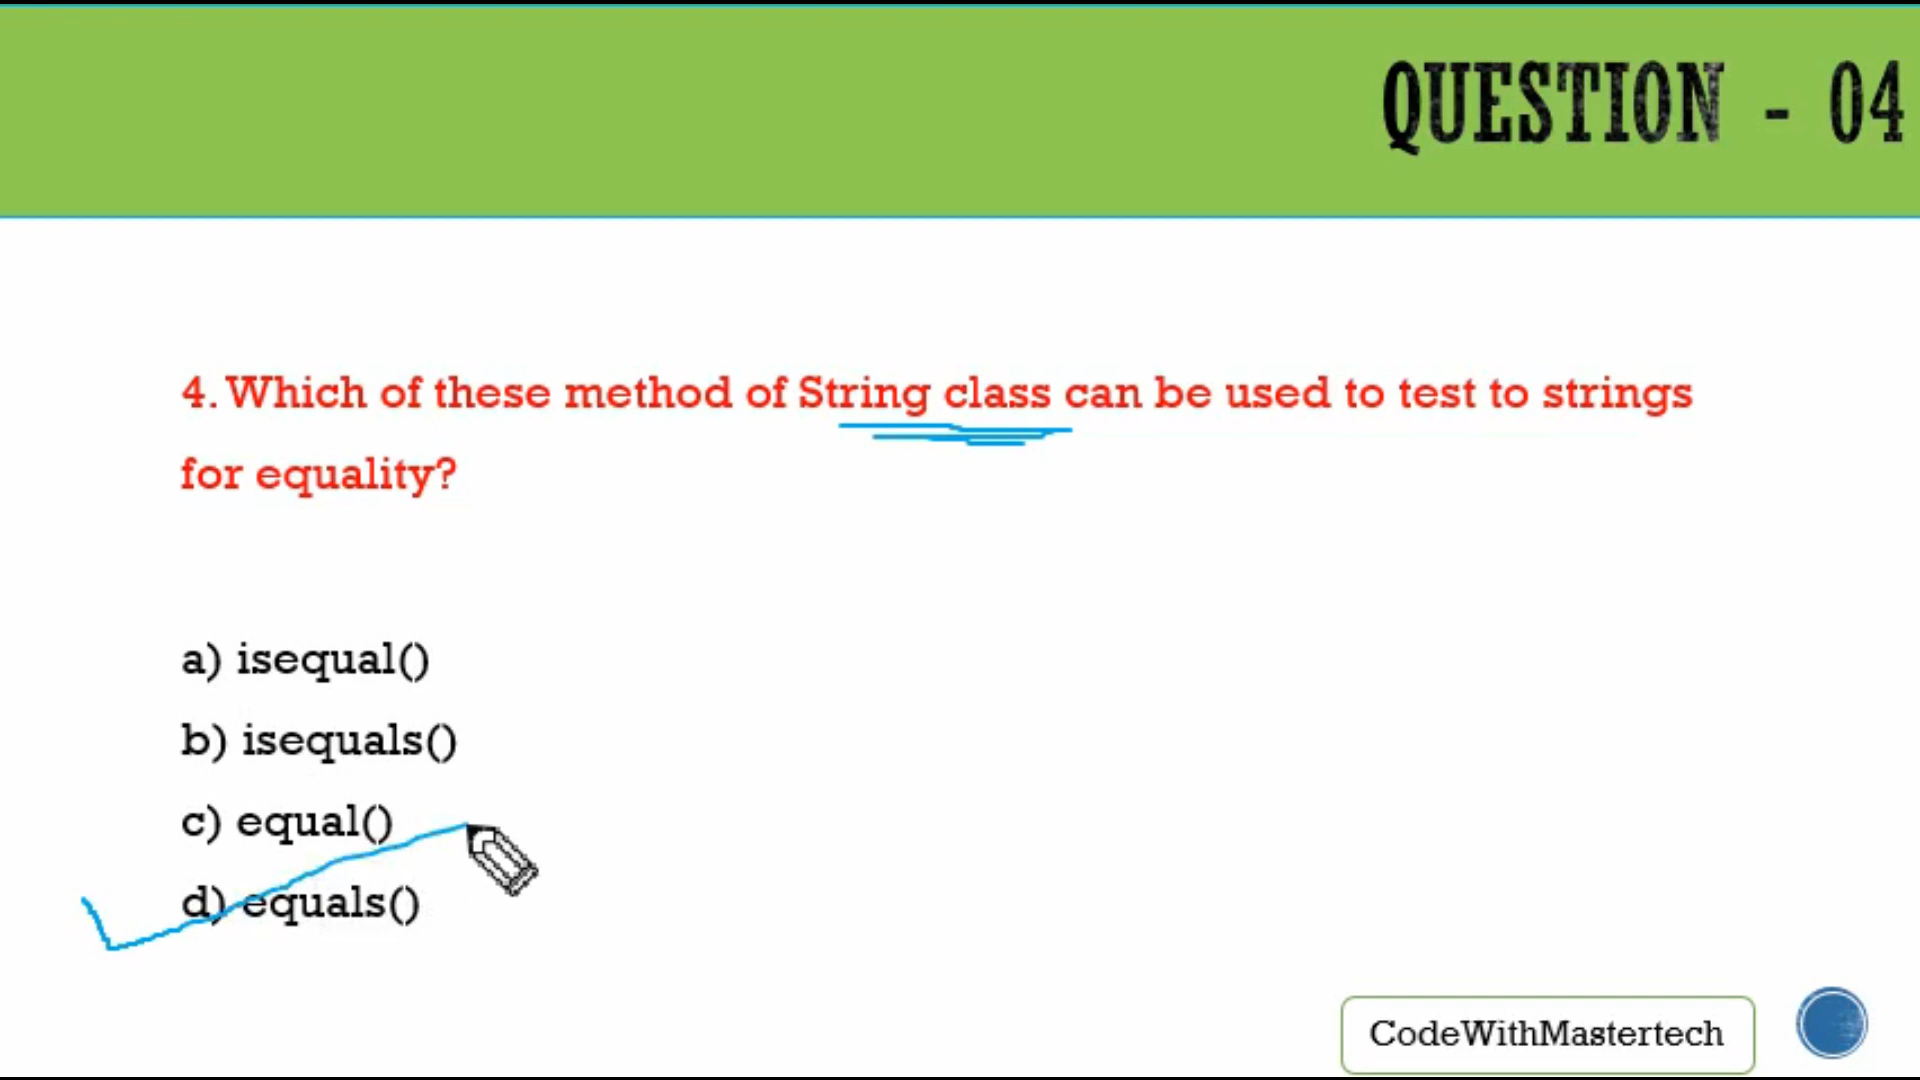 QUESTION - 04
4. Which of these method of String class can be used to test to strings
for equality?
a) isequal()
b) isequals()
c) equal()
d) equals()
CodeWithMastertech